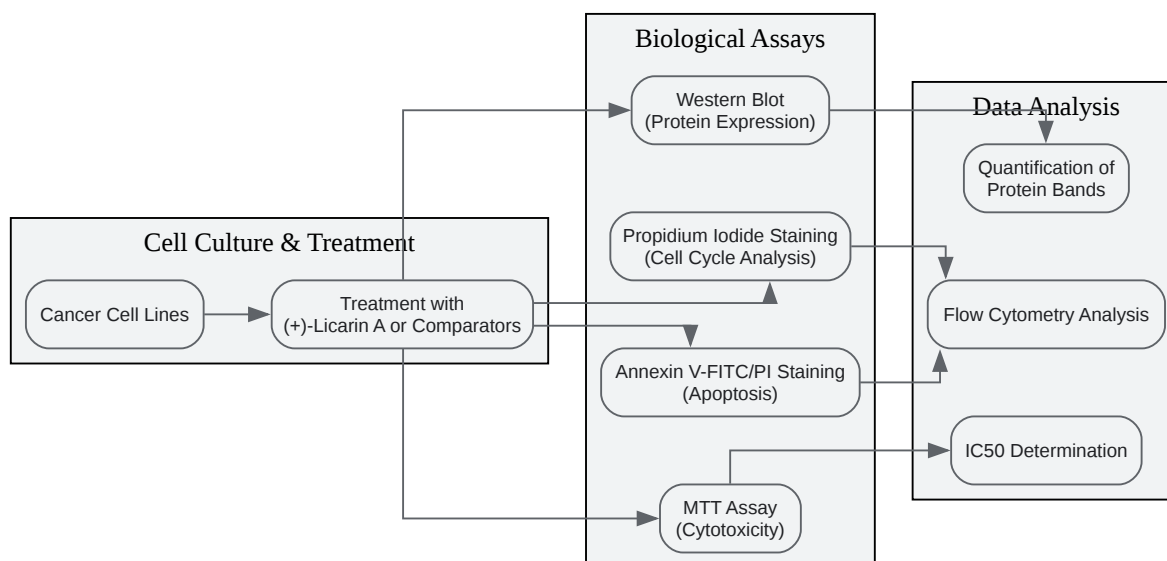 Biological Assays
Western Blot
(Protein Expression)
Data Analysis
Quantification of
Protein Bands
Cell Culture & Treatment
Propidium Iodide Staining
(Cell Cycle Analysis)
Cancer Cell Lines
Treatment with
(+)-Licarin A or Comparators
Flow Cytometry Analysis
Annexin V-FITC/PI Staining
(Apoptosis)
IC50 Determination
MTT Assay
(Cytotoxicity)